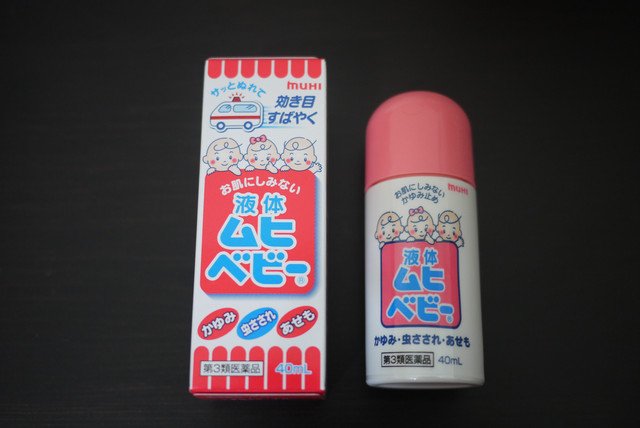 サッとぬれて
muHI
効き目
すばやく
お肌にしみない
液体
ムヒ
ベビー®
かゆみ
虫さされ
あせも
第3類医薬品
40mL
muHI
お肌にしみない
かゆみ止め
液体
ムヒ
ベビー®
かゆみ・虫さされ・あせも
第3類医薬品
40mL